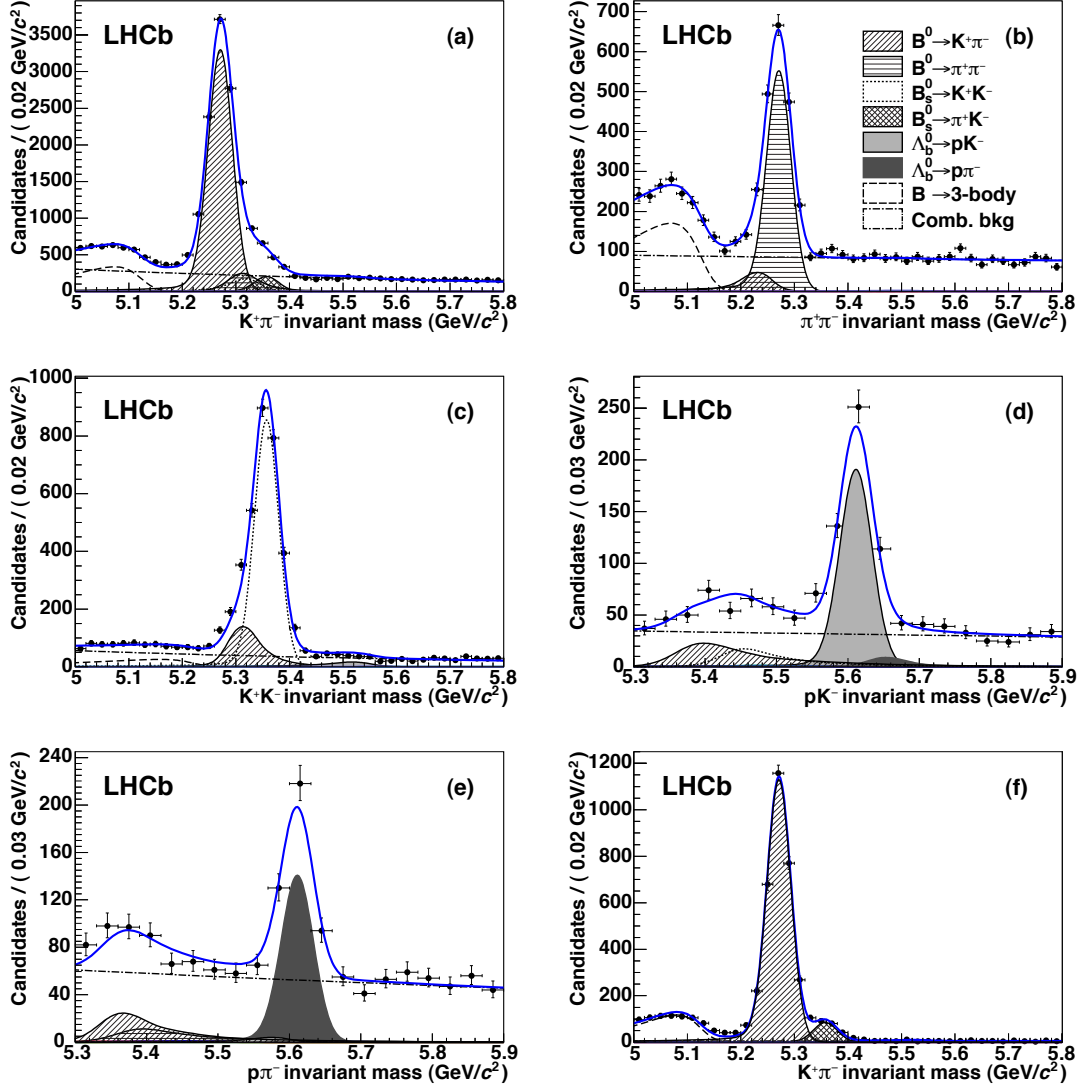 LHCb
(a)
Candidates / ( 0.02 GeV/c²)
3500
3000
2500
2000
1500
1000
500
0
5 5.1 5.2 5.3 5.4 5.5 5.6 5.7 5.8
K⁺π⁻ invariant mass (GeV/c²)
LHCb
(b)
Candidates / ( 0.02 GeV/c²)
700
600
500
400
300
200
100
0
B⁰→K⁺π⁻
B⁰→π⁺π⁻
B⁰ₛ→K⁺K⁻
B⁰ₛ→π⁺K⁻
Λ⁰_b→pK⁻
Λ⁰_b→pπ⁻
B →3-body
Comb. bkg
5 5.1 5.2 5.3 5.4 5.5 5.6 5.7 5.8
π⁺π⁻ invariant mass (GeV/c²)
LHCb
(c)
Candidates / ( 0.02 GeV/c²)
1000
800
600
400
200
0
5 5.1 5.2 5.3 5.4 5.5 5.6 5.7 5.8
K⁺K⁻ invariant mass (GeV/c²)
LHCb
(d)
Candidates / ( 0.03 GeV/c²)
250
200
150
100
50
0
5.3 5.4 5.5 5.6 5.7 5.8 5.9
pK⁻ invariant mass (GeV/c²)
LHCb
(e)
Candidates / ( 0.03 GeV/c²)
240
200
160
120
80
40
0
5.3 5.4 5.5 5.6 5.7 5.8 5.9
pπ⁻ invariant mass (GeV/c²)
LHCb
(f)
Candidates / ( 0.02 GeV/c²)
1200
1000
800
600
400
200
0
5 5.1 5.2 5.3 5.4 5.5 5.6 5.7 5.8
K⁺π⁻ invariant mass (GeV/c²)